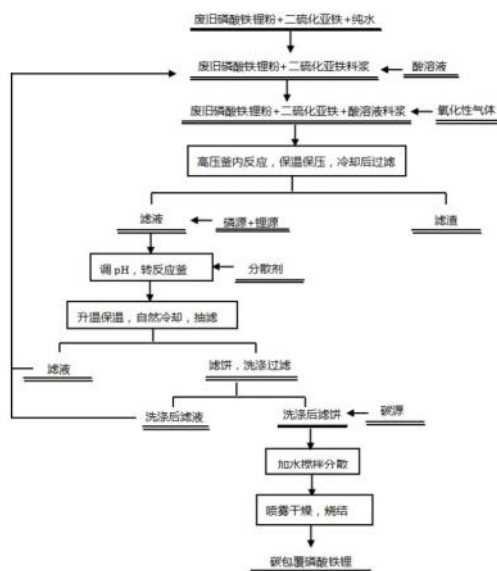 废旧磷酸铁锂粉+二硫化亚铁+纯水
废旧磷酸铁锂粉+二硫化亚铁料浆
酸溶液
废旧磷酸铁锂粉+二硫化亚铁+酸溶液料浆
氧化性气体
高压釜内反应，保温保压，冷却后过滤
滤液
磷源+锂源
滤渣
调 pH，转反应釜
分散剂
升温保温，自然冷却，抽滤
滤液
滤饼，洗涤过滤
洗涤后滤液
洗涤后滤饼
碳源
加水搅拌分散
喷雾干燥，烧结
碳包覆磷酸铁锂